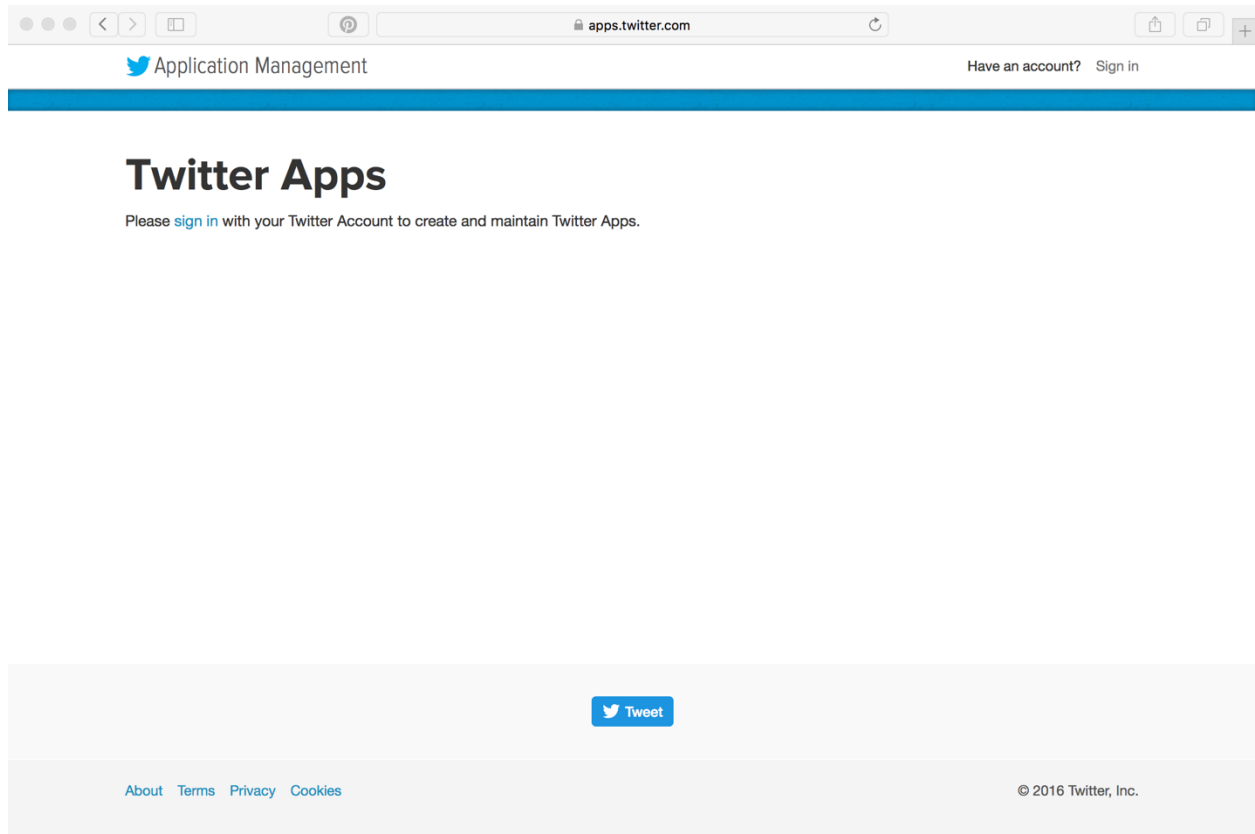 apps.twitter.com
Application Management
Have an account? Sign in
Twitter Apps
Please sign in with your Twitter Account to create and maintain Twitter Apps.
Tweet
About Terms Privacy Cookies
© 2016 Twitter, Inc.